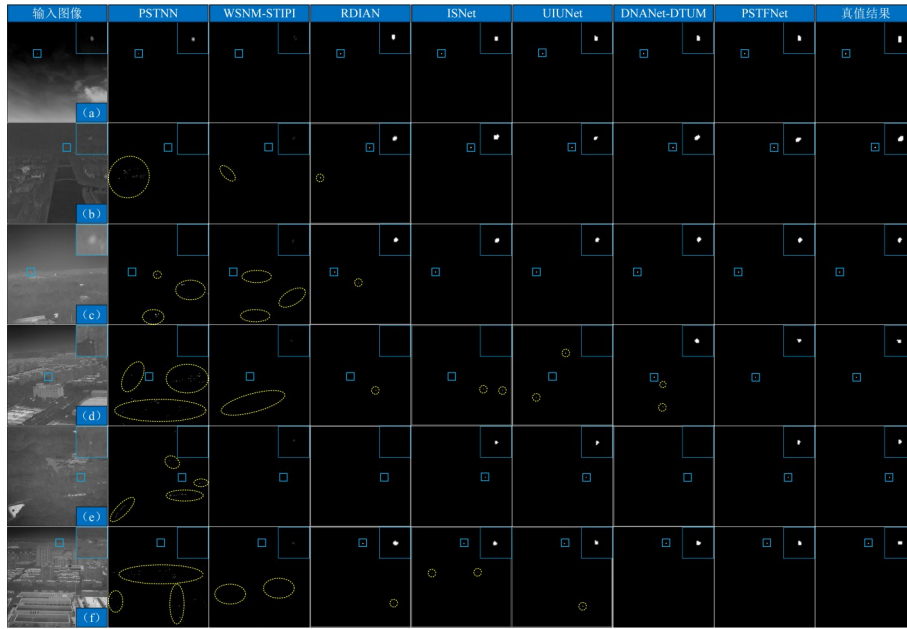 输入图像 PSTNN WSNM-STIPI RDIAN ISNet UIUNet DNANet-DTUM PSTFNet 真值结果
（a）
（b）
（c）
（d）
（e）
（f）